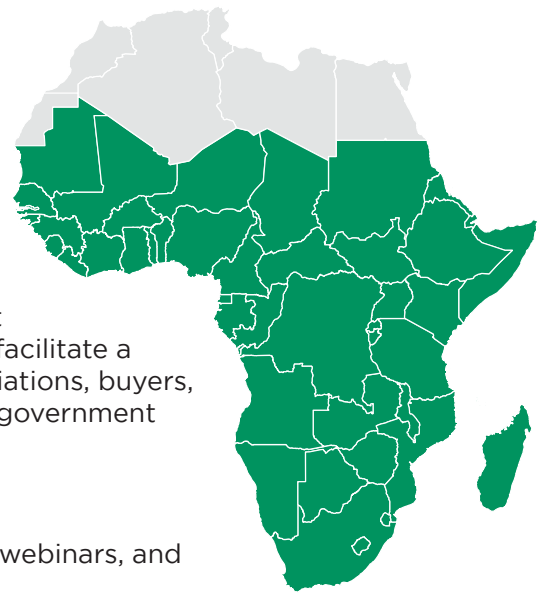 facilitate a
iations, buyers,
government
webinars, and